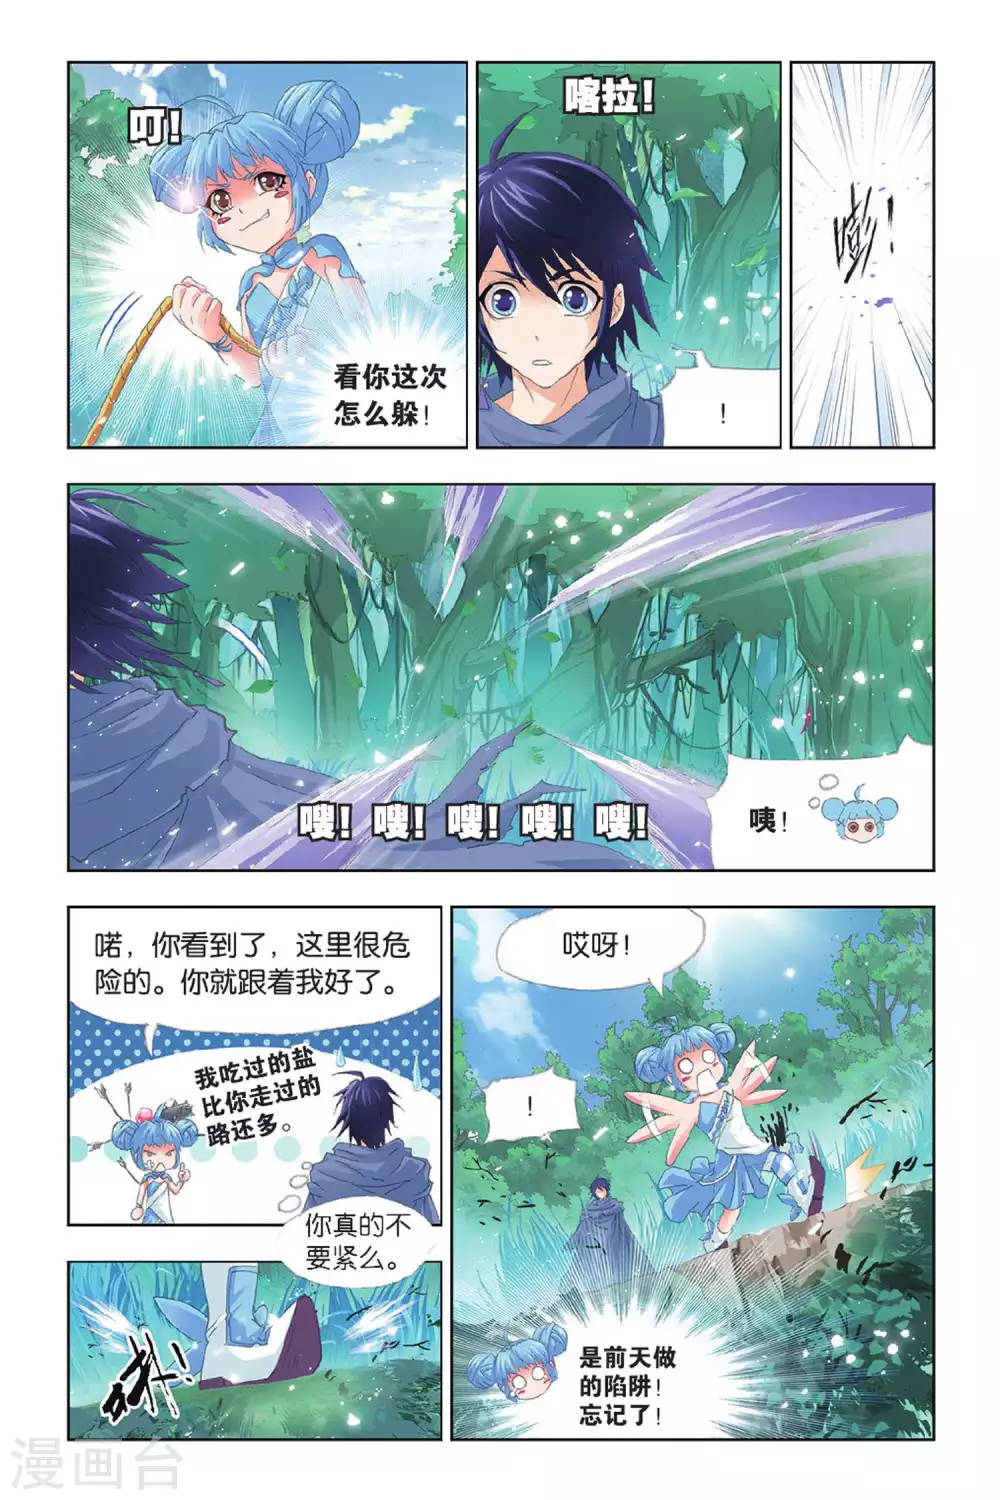 叮!
看你这次
怎么躲!
喀拉!
!
嘭!
嗖! 嗖! 嗖! 嗖! 嗖!
咦!
喏，你看到了，这里很危
险的。你就跟着我好了。
我吃过的盐
比你走过的
路还多。
你真的不
要紧么。
扑!
哎呀!
!
是前天做
的陷阱!
忘记了!
漫画台